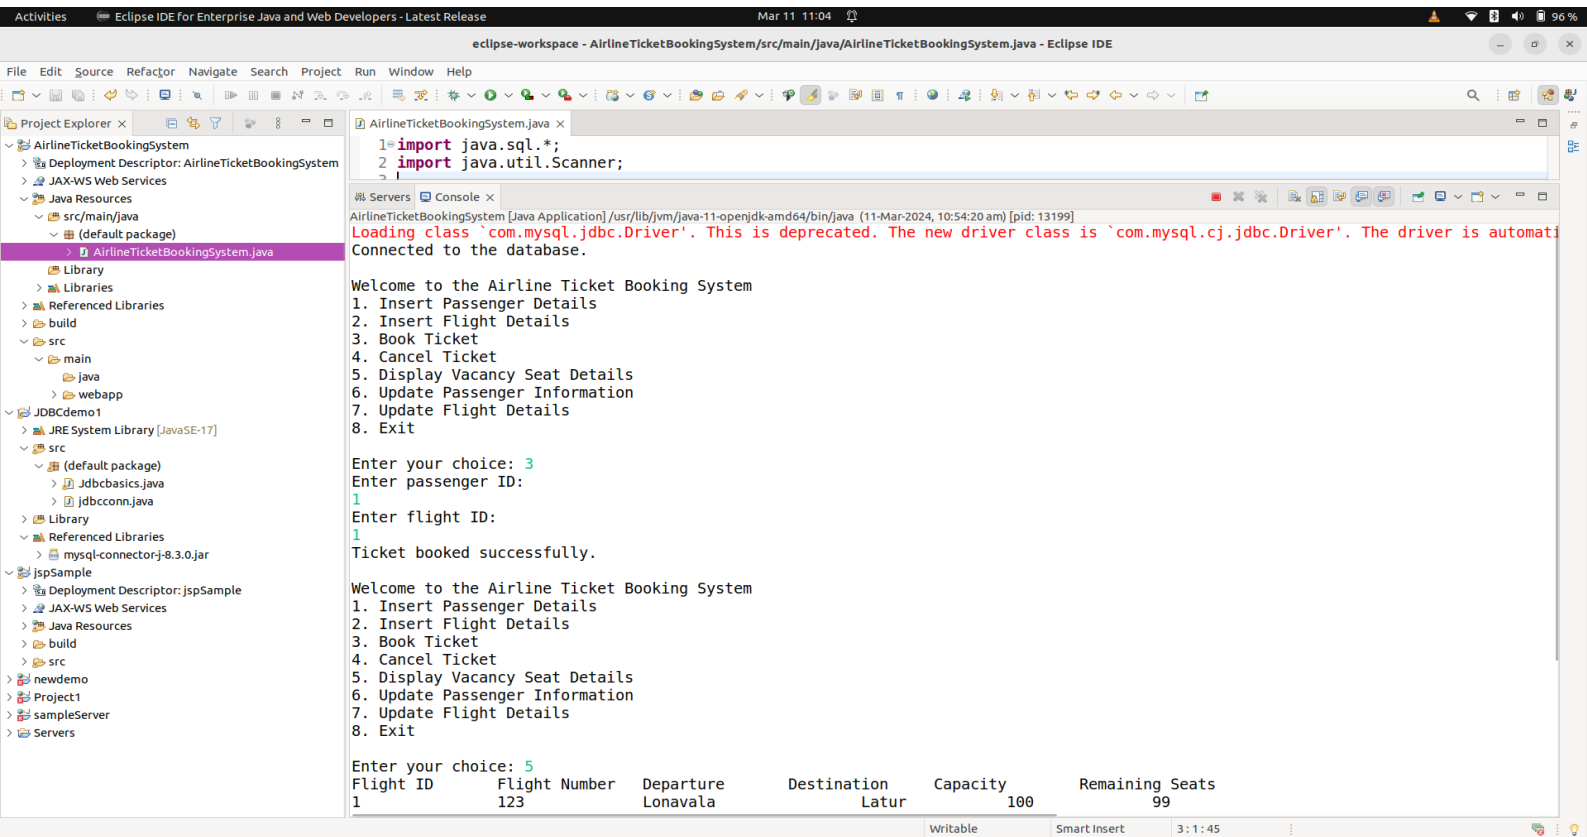 Activities Eclipse IDE for Enterprise Java and Web Developers - Latest Release Mar 11 11:04 96 %
eclipse-workspace - AirlineTicketBookingSystem/src/main/java/AirlineTicketBookingSystem.java - Eclipse IDE
File Edit Source Refactor Navigate Search Project Run Window Help
Project Explorer
AirlineTicketBookingSystem
Deployment Descriptor: AirlineTicketBookingSystem
JAX-WS Web Services
Java Resources
src/main/java
(default package)
AirlineTicketBookingSystem.java
Library
Libraries
Referenced Libraries
build
src
main
java
webapp
JDBCdemo1
JRE System Library [JavaSE-17]
src
(default package)
Jdbcbasics.java
jdbcconn.java
Library
Referenced Libraries
mysql-connector-j-8.3.0.jar
jspSample
Deployment Descriptor: jspSample
JAX-WS Web Services
Java Resources
build
src
newdemo
Project1
sampleServer
Servers
AirlineTicketBookingSystem.java
1 import java.sql.*;
2 import java.util.Scanner;
3
Servers Console
AirlineTicketBookingSystem [Java Application] /usr/lib/jvm/java-11-openjdk-amd64/bin/java (11-Mar-2024, 10:54:20 am) [pid: 13199]
Loading class `com.mysql.jdbc.Driver'. This is deprecated. The new driver class is `com.mysql.cj.jdbc.Driver'. The driver is automati
Connected to the database.
Welcome to the Airline Ticket Booking System
1. Insert Passenger Details
2. Insert Flight Details
3. Book Ticket
4. Cancel Ticket
5. Display Vacancy Seat Details
6. Update Passenger Information
7. Update Flight Details
8. Exit
Enter your choice: 3
Enter passenger ID:
1
Enter flight ID:
1
Ticket booked successfully.
Welcome to the Airline Ticket Booking System
1. Insert Passenger Details
2. Insert Flight Details
3. Book Ticket
4. Cancel Ticket
5. Display Vacancy Seat Details
6. Update Passenger Information
7. Update Flight Details
8. Exit
Enter your choice: 5
Flight ID Flight Number Departure Destination Capacity Remaining Seats
1 123 Lonavala Latur 100 99
Writable Smart Insert 3 : 1 : 45